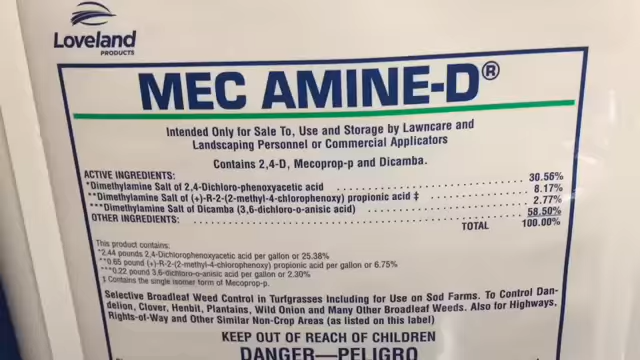 Loveland
PRODUCTS
MEC AMINE-D®
Intended Only for Sale To, Use and Storage by Lawncare and
Landscaping Personnel or Commercial Applicators
Contains 2,4-D, Mecoprop-p and Dicamba.
ACTIVE INGREDIENTS:
*Dimethylamine Salt of 2,4-Dichloro-phenoxyacetic acid .......... 30.56%
**Dimethylamine Salt of (+)-R-2-(2-methyl-4-chlorophenoxy) propionic acid ‡ .......... 8.17%
***Dimethylamine Salt of Dicamba (3,6-dichloro-o-anisic acid) .......... 2.77%
OTHER INGREDIENTS: .......... 58.50%
TOTAL 100.00%
This product contains:
*2.44 pounds 2,4-Dichlorophenoxyacetic acid per gallon or 25.38%
**0.65 pound (+)-R-2-(2-methyl-4-chlorophenoxy) propionic acid per gallon or 6.75%
***0.22 pound 3,6-dichloro-o-anisic acid per gallon or 2.30%
‡ Contains the single isomer form of Mecoprop-p.
Selective Broadleaf Weed Control in Turfgrasses Including for Use on Sod Farms. To Control Dan-
delion, Clover, Henbit, Plantains, Wild Onion and Many Other Broadleaf Weeds. Also for Highways,
Rights-of-Way and Other Similar Non-Crop Areas (as listed on this label)
KEEP OUT OF REACH OF CHILDREN
DANGER—PELIGRO